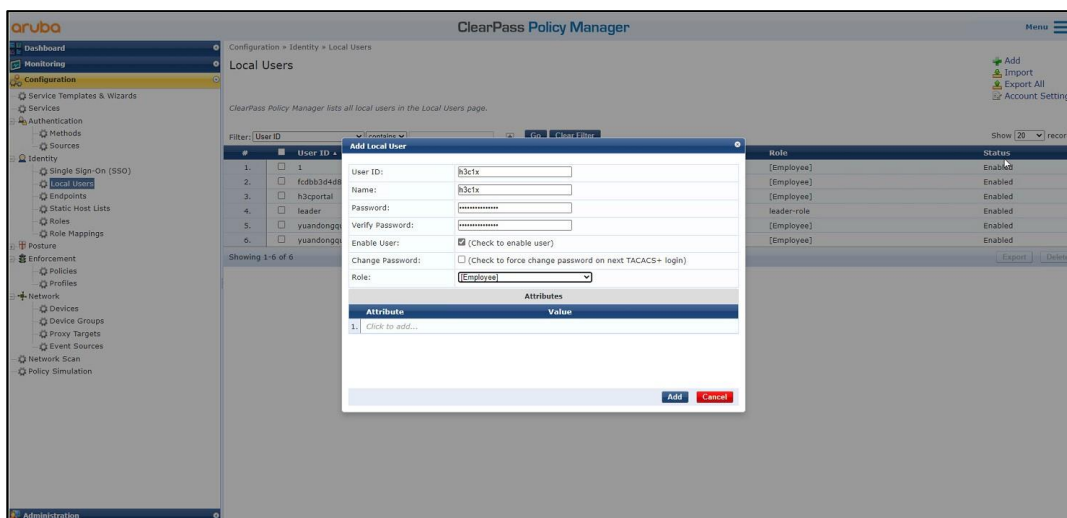 aruba
ClearPass Policy Manager
Menu
Dashboard
Monitoring
Configuration
Service Templates & Wizards
Services
Authentication
Methods
Sources
Identity
Single Sign-On (SSO)
Local Users
Endpoints
Static Host Lists
Roles
Role Mappings
Posture
Enforcement
Policies
Profiles
Network
Devices
Device Groups
Proxy Targets
Event Sources
Network Scan
Policy Simulation
Administration
Configuration » Identity » Local Users
Local Users
Add
Import
Export All
Account Setting
ClearPass Policy Manager lists all local users in the Local Users page.
Filter: User ID contains Go Clear Filter Show 20 recor
# User ID Role Status
1. 1 [Employee] Enabled
2. fcdbb3d4d8 [Employee] Enabled
3. h3cportal [Employee] Enabled
4. leader leader-role Enabled
5. yuandongqu [Employee] Enabled
6. yuandongqu [Employee] Enabled
Showing 1-6 of 6 Export Delete
Add Local User
User ID: h3c1x
Name: h3c1x
Password: •••••••••••••••
Verify Password: •••••••••••••••
Enable User: (Check to enable user)
Change Password: (Check to force change password on next TACACS+ login)
Role: [Employee]
Attributes
Attribute Value
1. Click to add...
Add Cancel